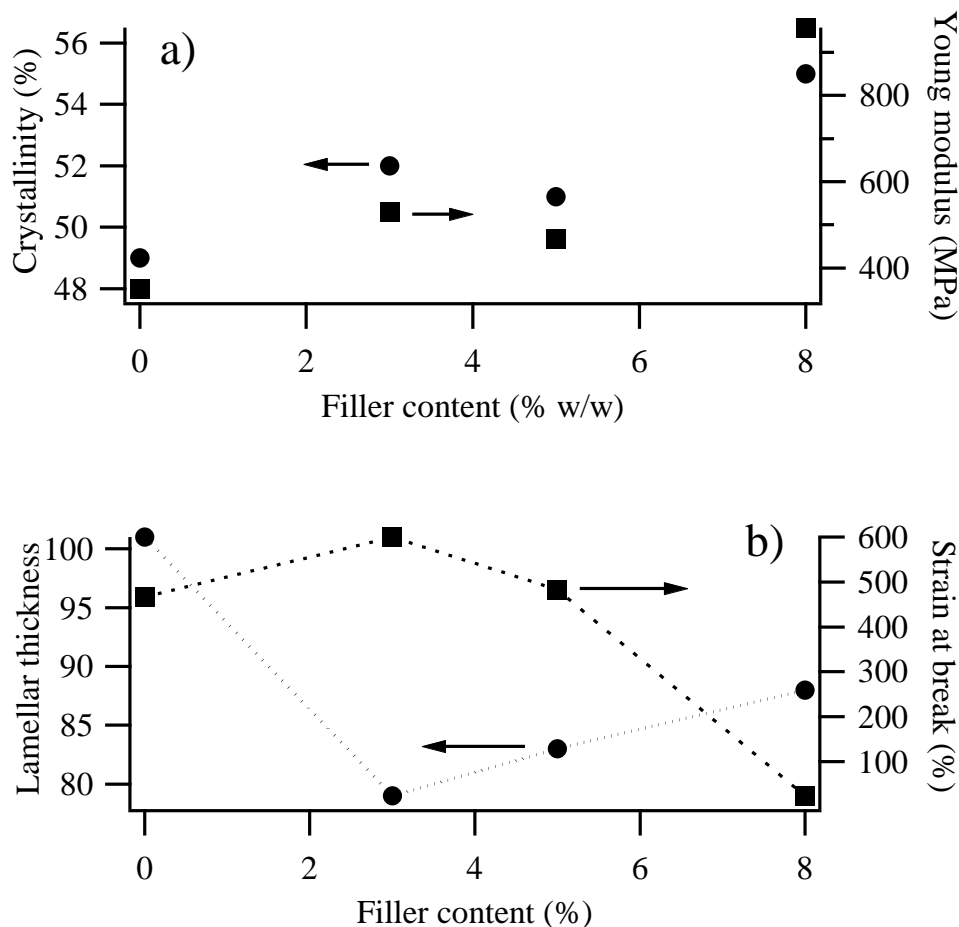 a)
Crystallinity (%)
56
54
52
50
48
800
600
400
Young modulus (MPa)
0 2 4 6 8
Filler content (% w/w)
b)
Lamellar thickness
100
95
90
85
80
600
500
400
300
200
100
Strain at break (%)
0 2 4 6 8
Filler content (%)